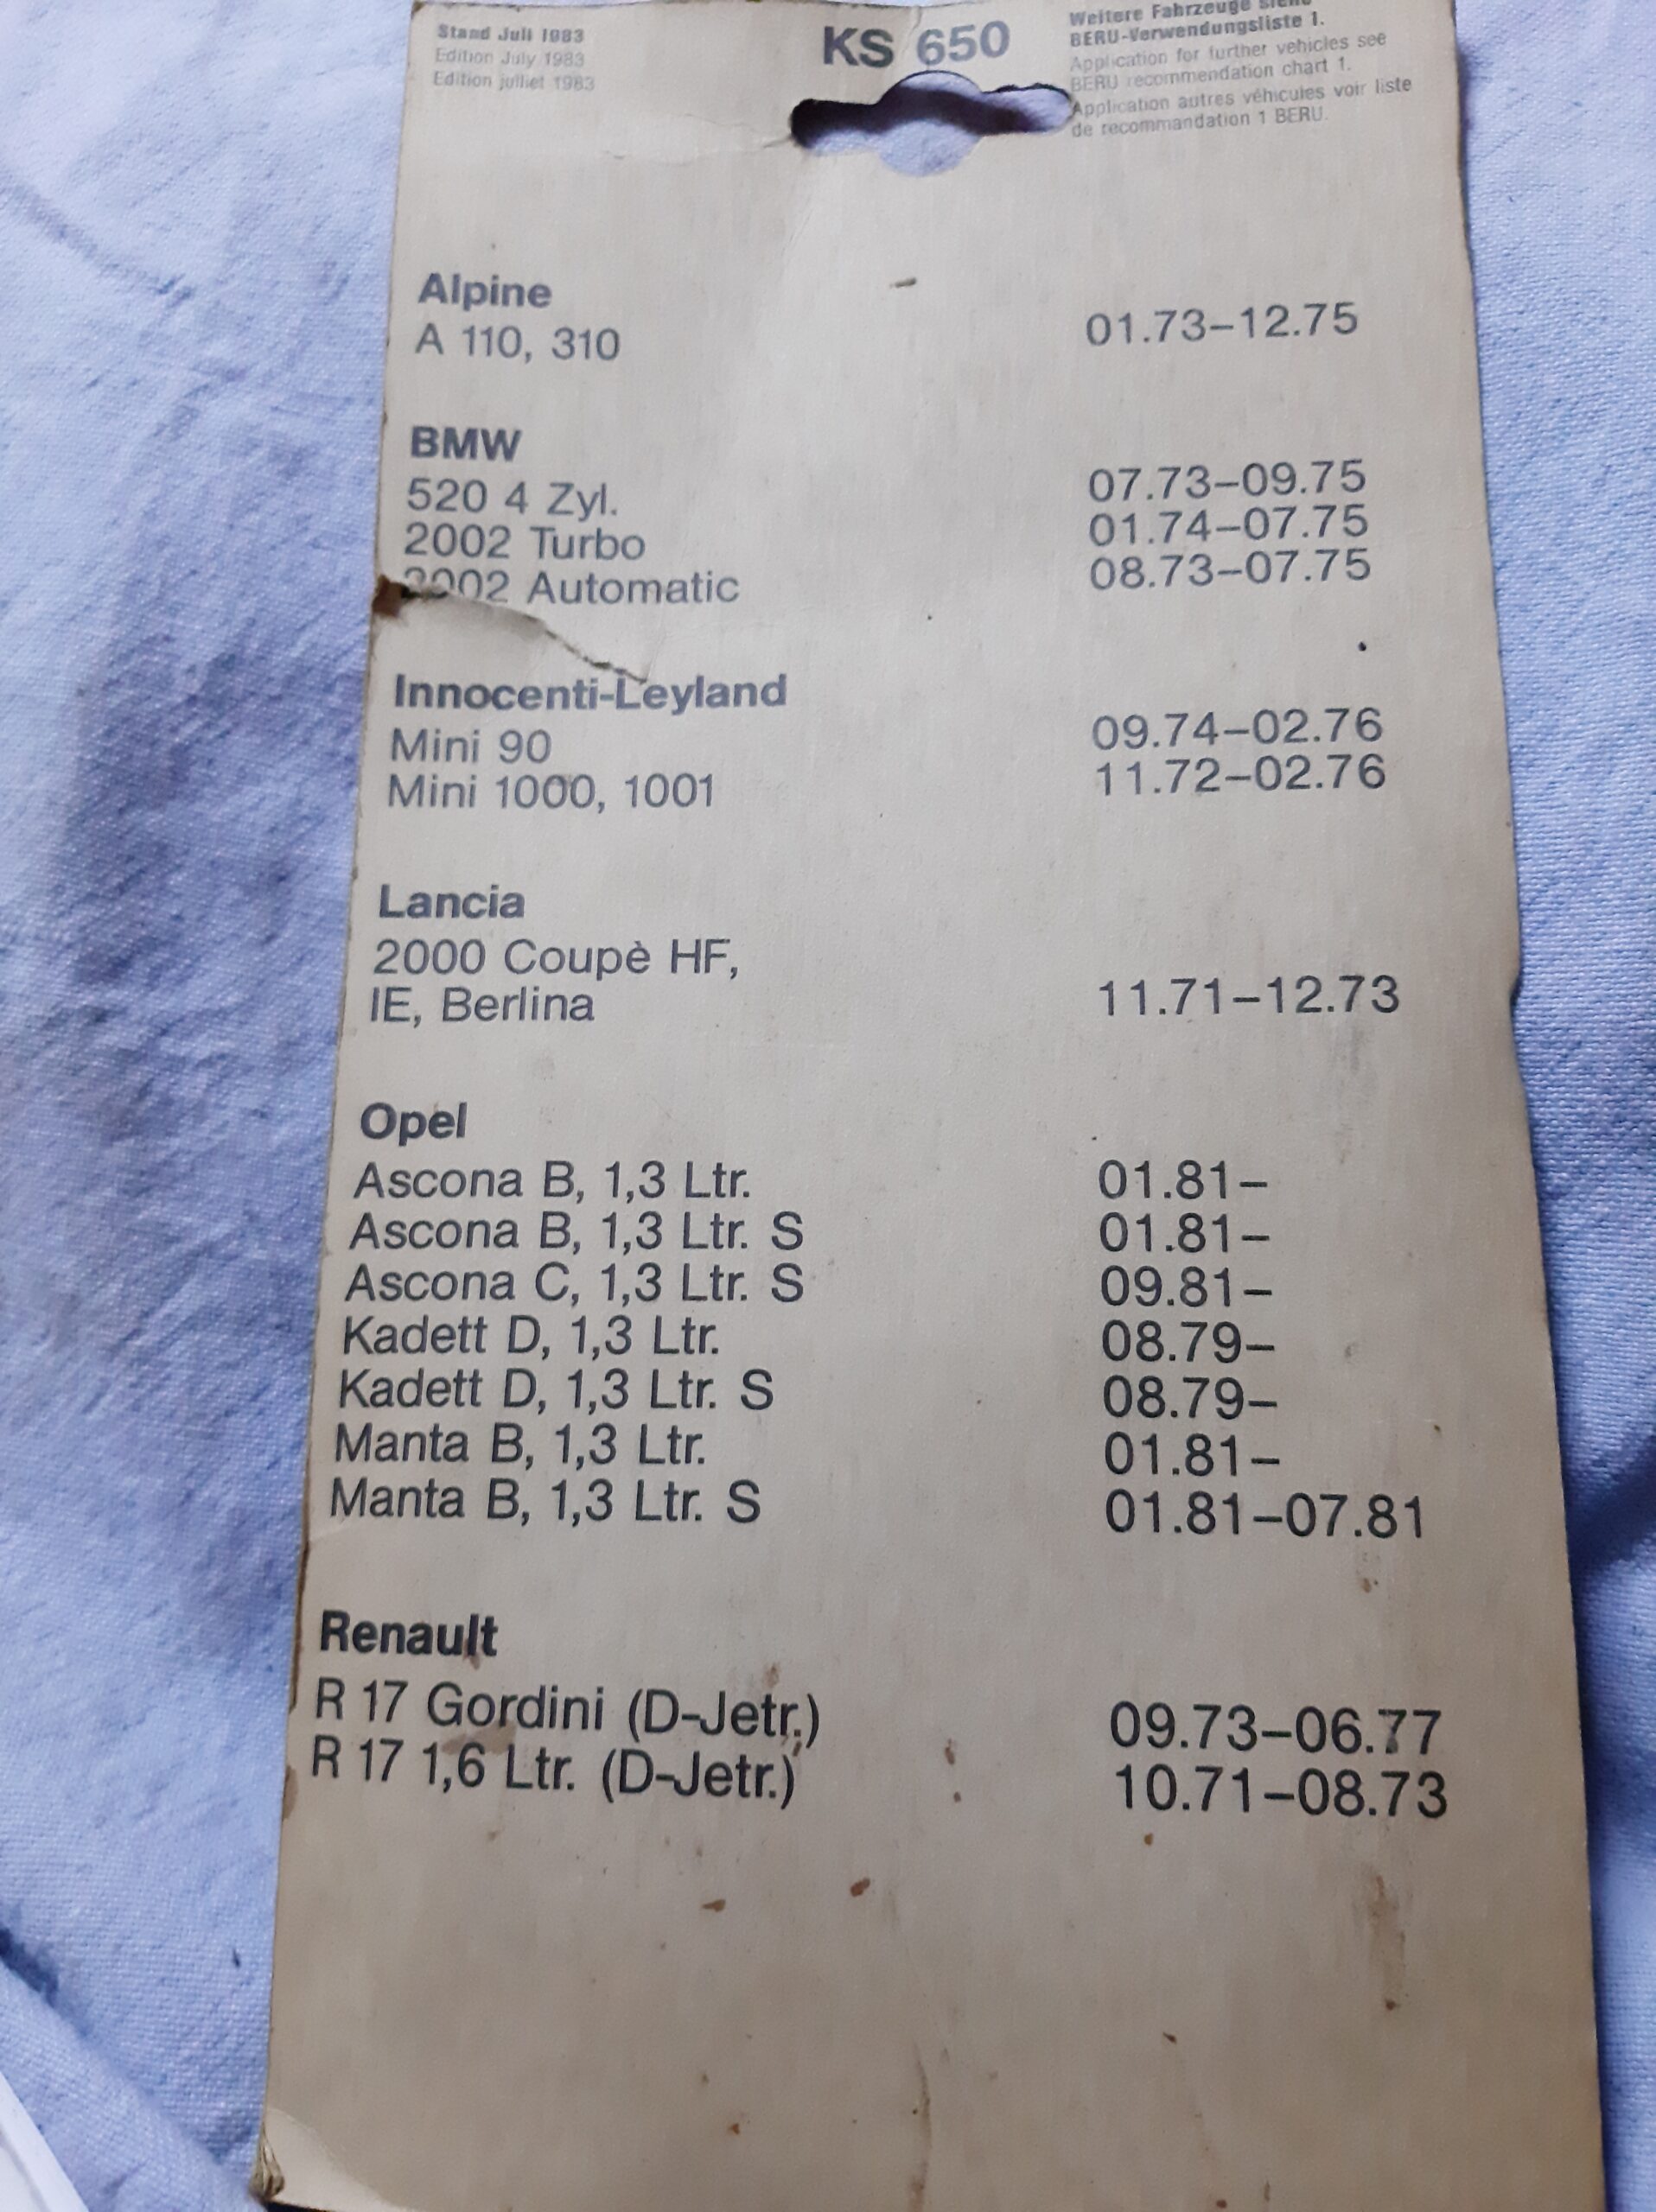 Stand Juli 1983
Edition July 1983
Edition julliet 1983
KS 650
Weitere Fahrzeuge siehe
BERU-Verwendungsliste 1.
Application for further vehicles see
BERU recommendation chart 1.
Application autres véhicules voir liste
de recommandation 1 BERU.
Alpine
A 110, 310 01.73–12.75
BMW
520 4 Zyl. 07.73–09.75
2002 Turbo 01.74–07.75
2002 Automatic 08.73–07.75
Innocenti-Leyland
Mini 90 09.74–02.76
Mini 1000, 1001 11.72–02.76
Lancia
2000 Coupè HF,
IE, Berlina 11.71–12.73
Opel
Ascona B, 1,3 Ltr. 01.81–
Ascona B, 1,3 Ltr. S 01.81–
Ascona C, 1,3 Ltr. S 09.81–
Kadett D, 1,3 Ltr. 08.79–
Kadett D, 1,3 Ltr. S 08.79–
Manta B, 1,3 Ltr. 01.81–
Manta B, 1,3 Ltr. S 01.81–07.81
Renault
R 17 Gordini (D-Jetr.) 09.73–06.77
R 17 1,6 Ltr. (D-Jetr.) 10.71–08.73